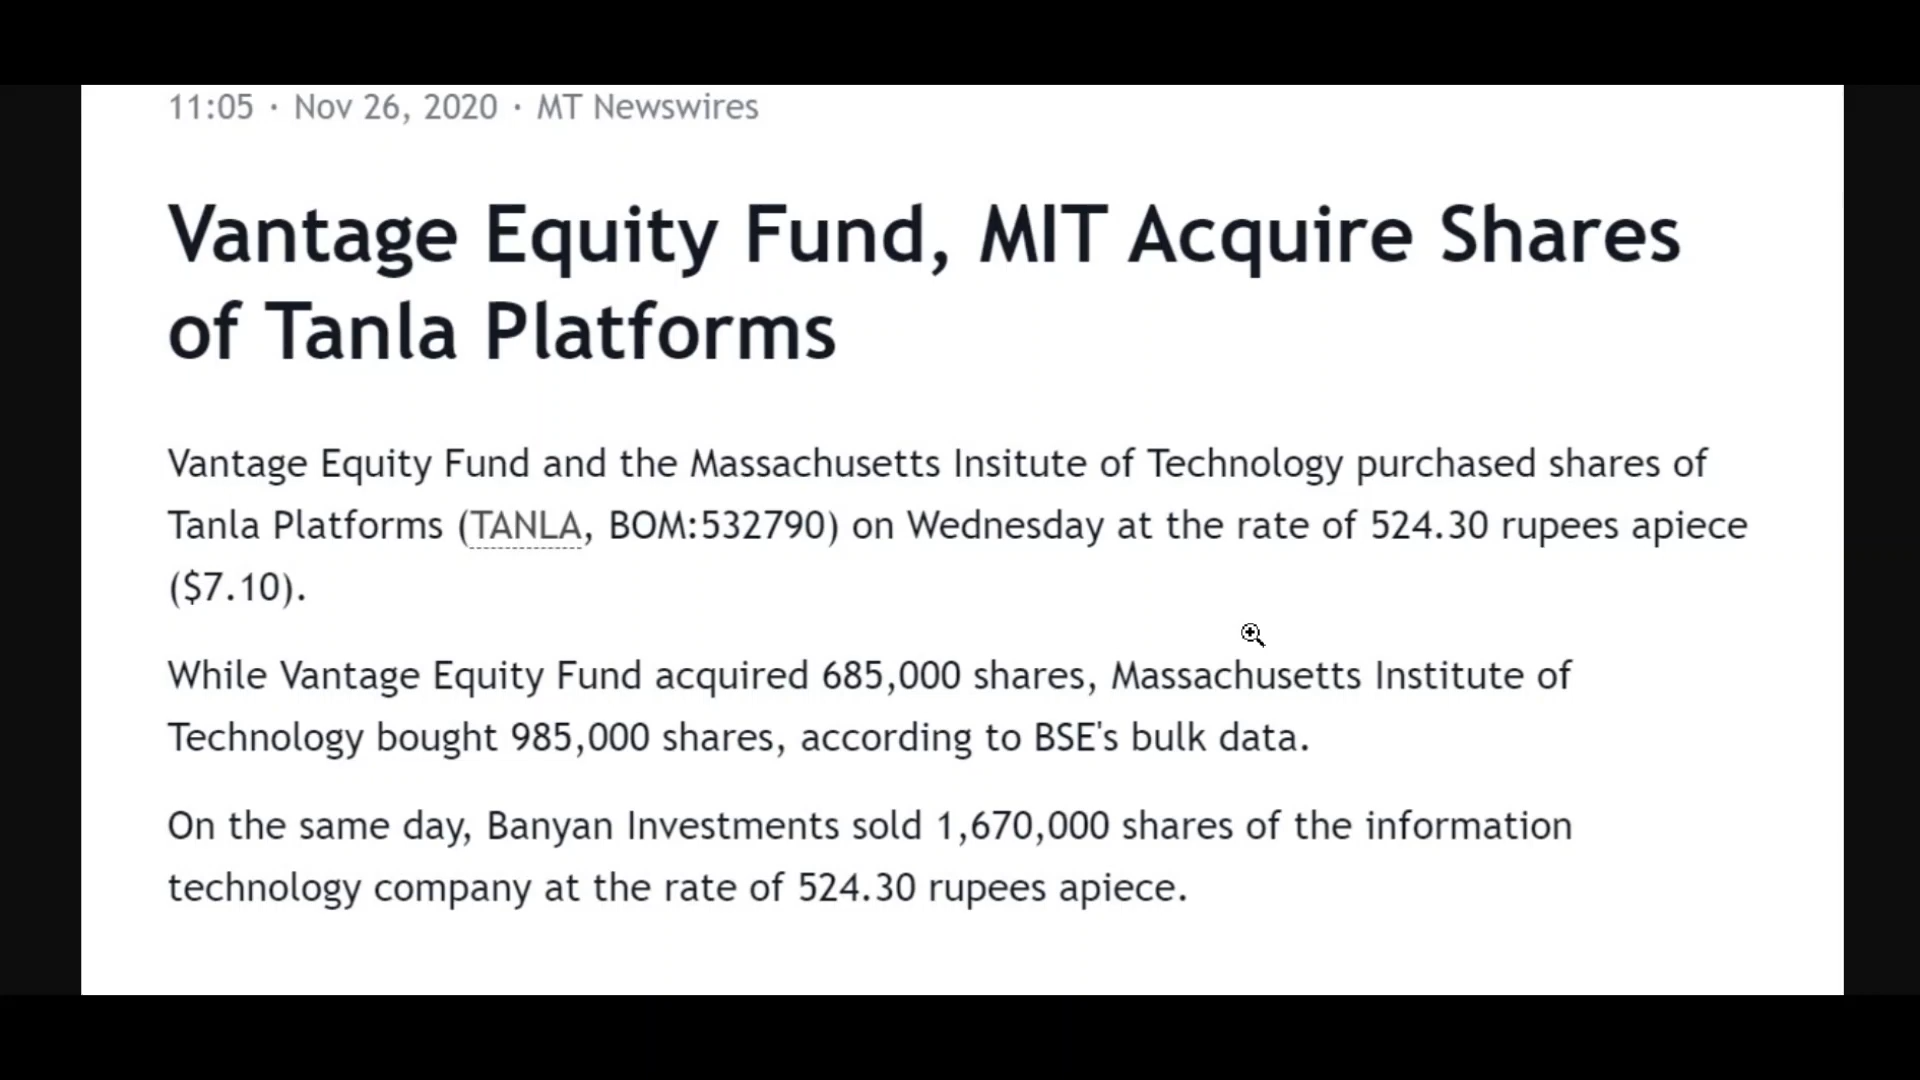 11:05 · Nov 26, 2020 · MT Newswires
Vantage Equity Fund, MIT Acquire Shares
of Tanla Platforms
Vantage Equity Fund and the Massachusetts Insitute of Technology purchased shares of
Tanla Platforms (TANLA, BOM:532790) on Wednesday at the rate of 524.30 rupees apiece
($7.10).
While Vantage Equity Fund acquired 685,000 shares, Massachusetts Institute of
Technology bought 985,000 shares, according to BSE's bulk data.
On the same day, Banyan Investments sold 1,670,000 shares of the information
technology company at the rate of 524.30 rupees apiece.